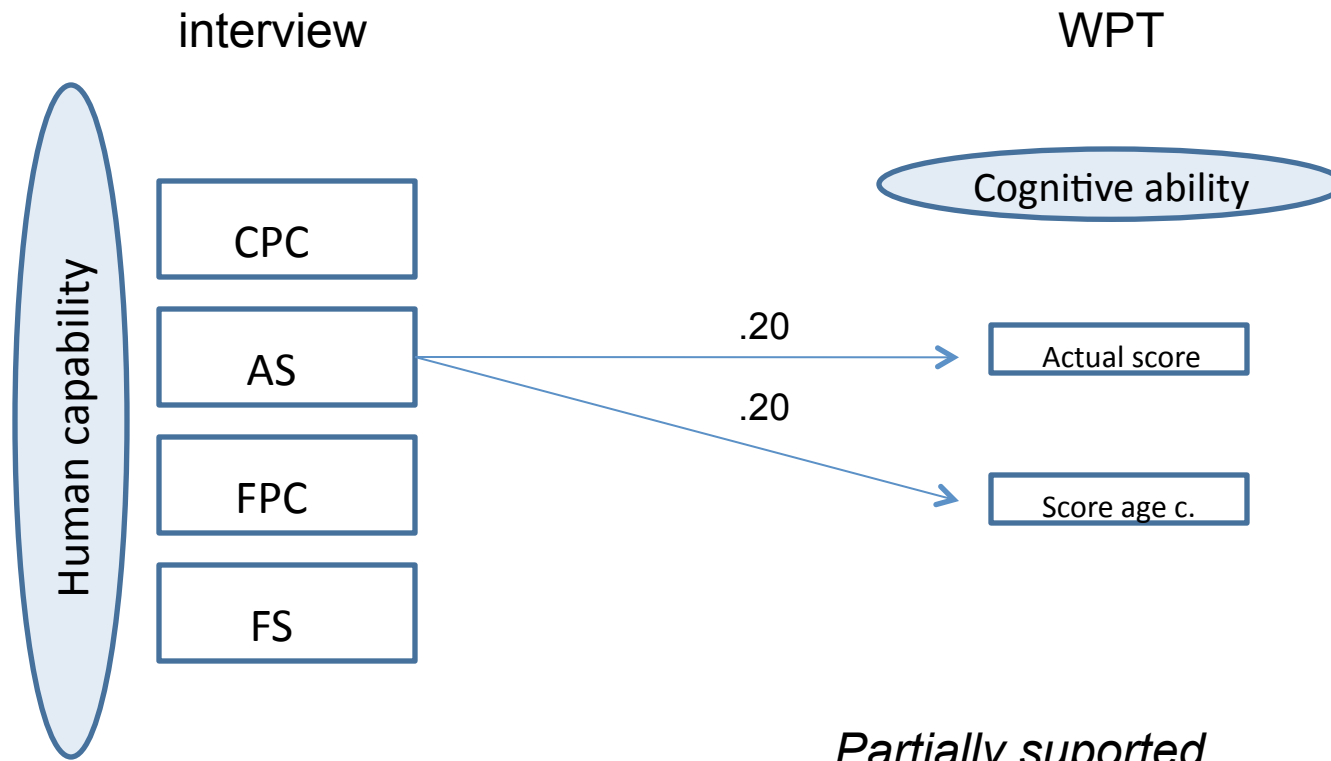 interview
WPT
Human capability
Cognitive ability
CPC
AS
FPC
FS
.20
.20
Actual score
Score age c.
Partially suported